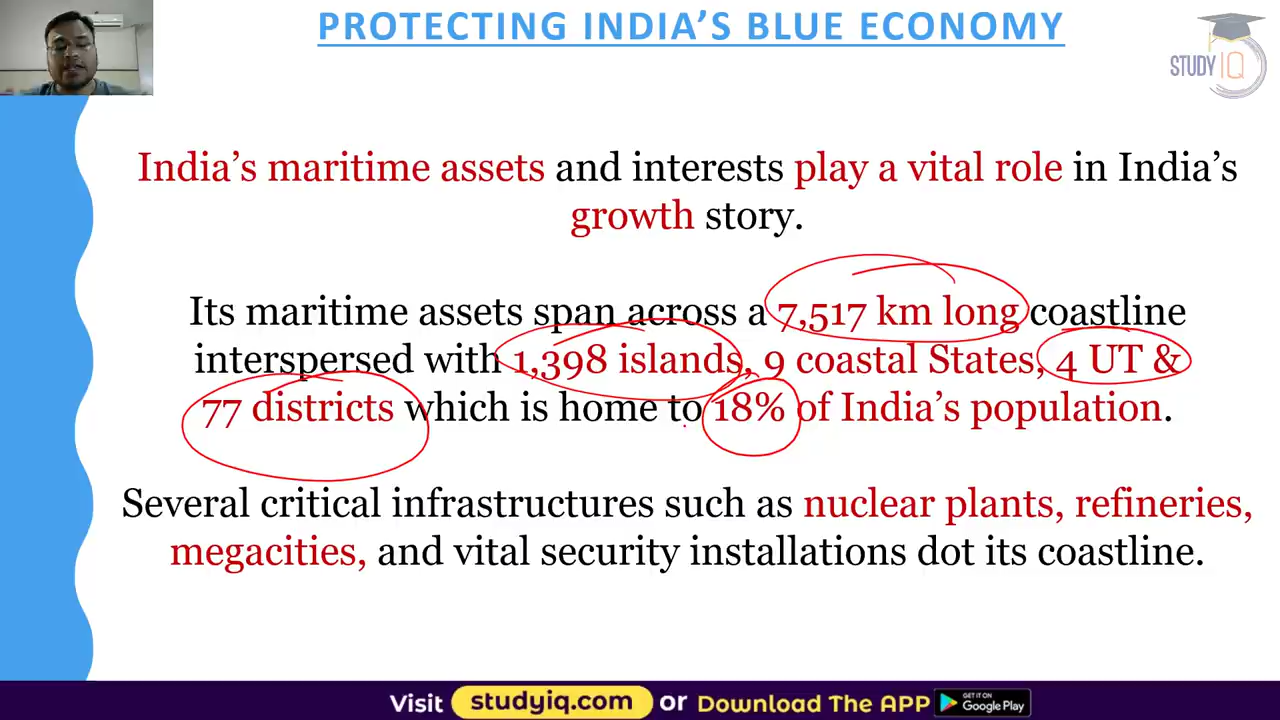 PROTECTING INDIA'S BLUE ECONOMY
STUDY IQ
India's maritime assets and interests play a vital role in India's
growth story.
Its maritime assets span across a 7,517 km long coastline
interspersed with 1,398 islands, 9 coastal States, 4 UT &
77 districts which is home to 18% of India's population.
Several critical infrastructures such as nuclear plants, refineries,
megacities, and vital security installations dot its coastline.
Visit studyiq.com or Download The APP GET IT ON Google Play